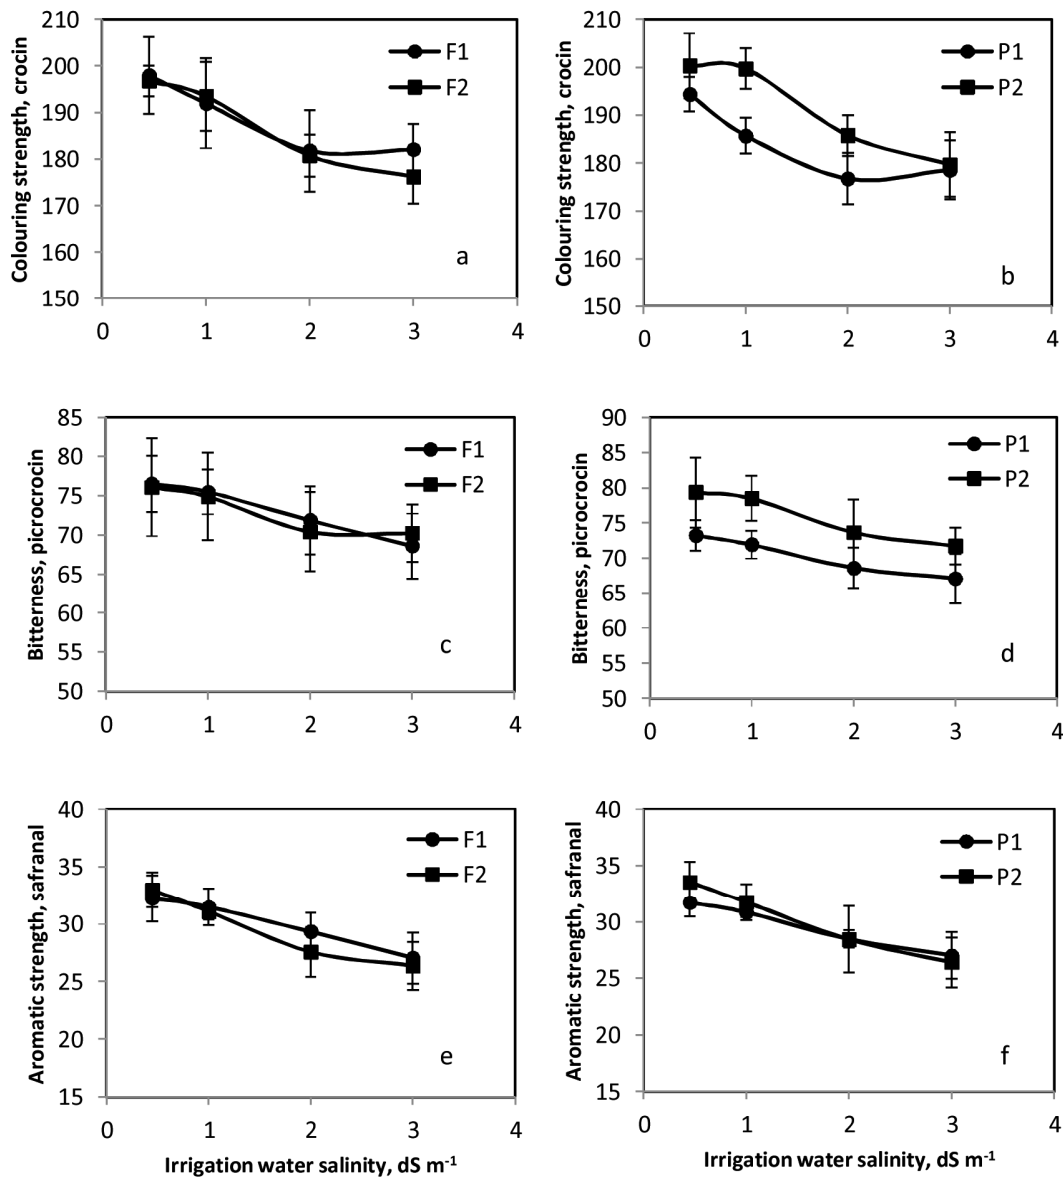 Colouring strength, crocin
210
200
190
180
170
160
150
0
1
2
3
4
F1
F2
a
Colouring strength, crocin
210
200
190
180
170
160
150
0
1
2
3
4
P1
P2
b
Bitterness, picrocrocin
85
80
75
70
65
60
55
50
0
1
2
3
4
F1
F2
c
Bitterness, picrocrocin
90
85
80
75
70
65
60
55
50
0
1
2
3
4
P1
P2
d
Aromatic strength, safranal
40
35
30
25
20
15
0
1
2
3
4
F1
F2
e
Irrigation water salinity, dS m⁻¹
Aromatic strength, safranal
40
35
30
25
20
15
0
1
2
3
4
P1
P2
f
Irrigation water salinity, dS m⁻¹